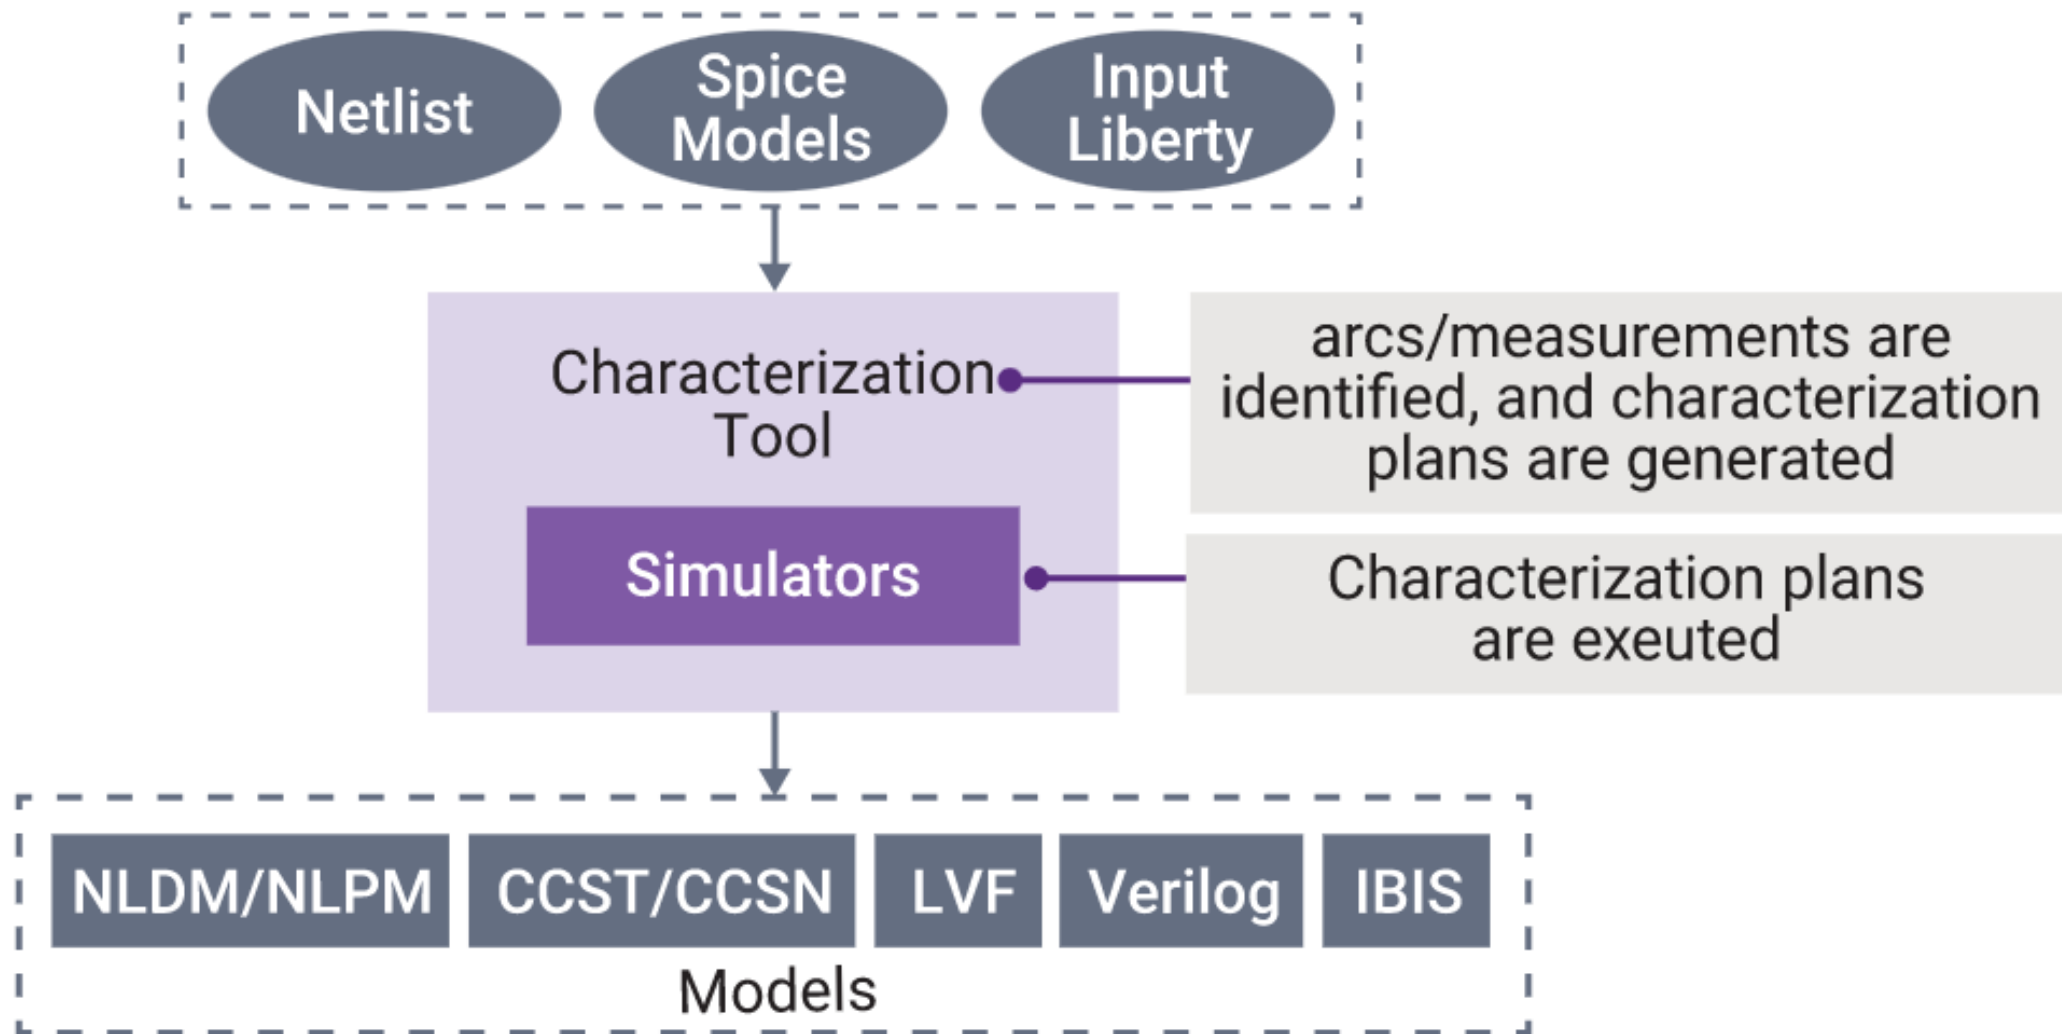 Netlist
Spice
Models
Input
Liberty
Characterization
Tool
arcs/measurements are
identified, and characterization
plans are generated
Simulators
Characterization plans
are exeuted
NLDM/NLPM
CCST/CCSN
LVF
Verilog
IBIS
Models